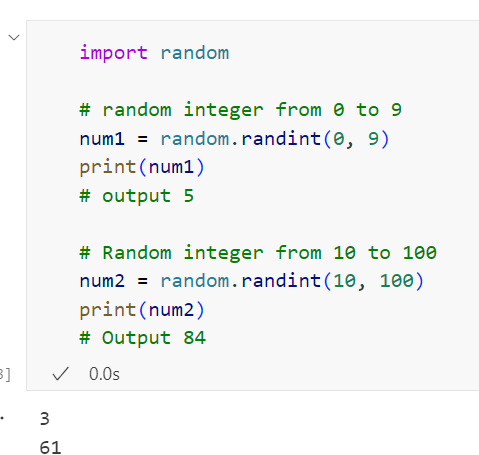 import random
# random integer from 0 to 9
num1 = random.randint(0, 9)
print(num1)
# output 5
# Random integer from 10 to 100
num2 = random.randint(10, 100)
print(num2)
# Output 84
] 0.0s
3
61